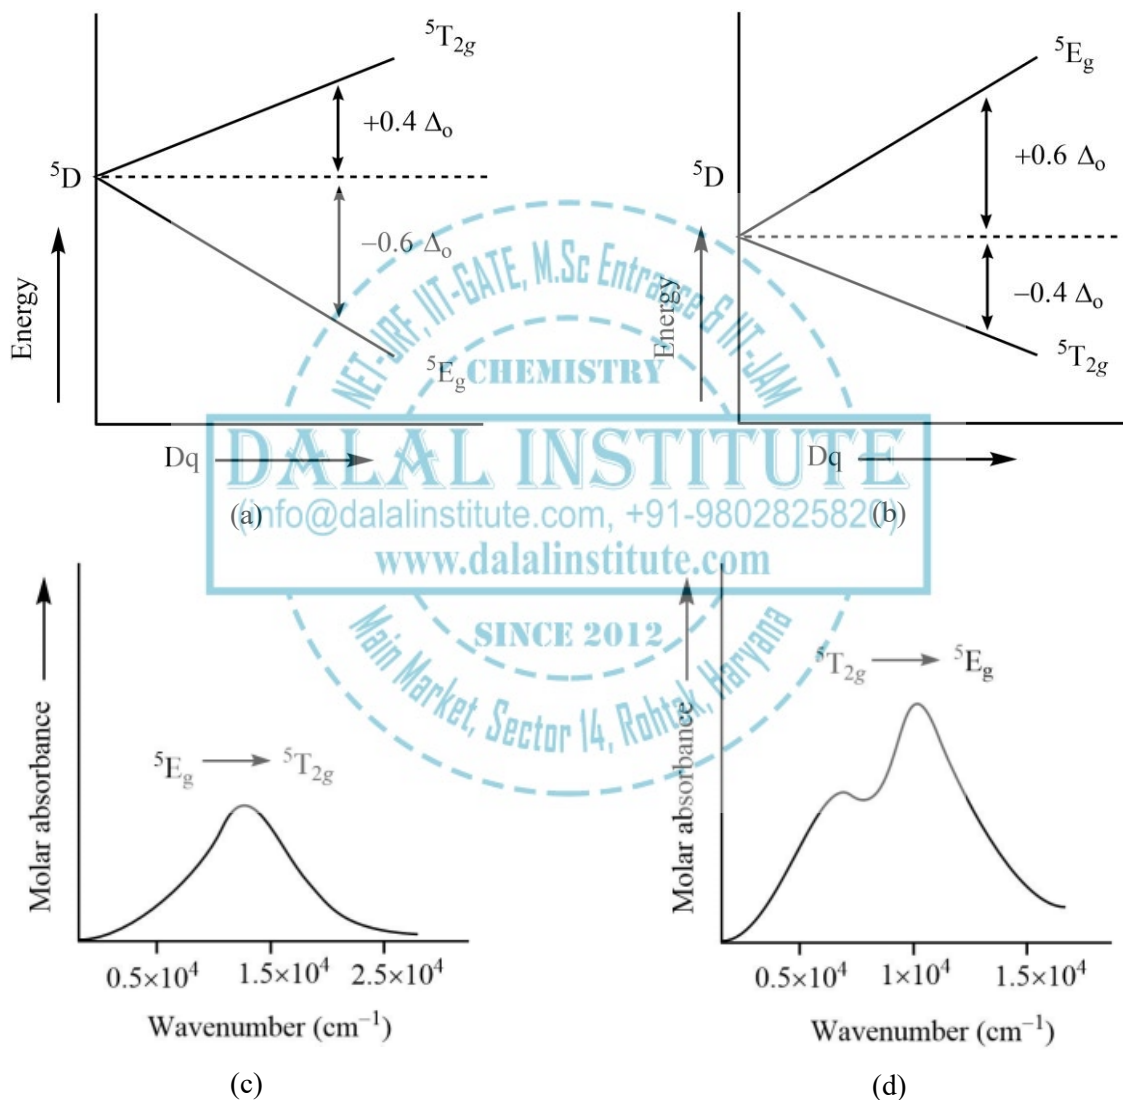 ⁵T₂g
+0.4 Δₒ
⁵D
−0.6 Δₒ
⁵Eg
Energy
Dq
(a)
⁵Eg
+0.6 Δₒ
⁵D
−0.4 Δₒ
⁵T₂g
Energy
Dq
(b)
NET-JRF, IIT-GATE, M.Sc Entrance & IIT-JAM
CHEMISTRY
DALAL INSTITUTE
(info@dalalinstitute.com, +91-9802825820)
www.dalalinstitute.com
SINCE 2012
Main Market, Sector 14, Rohtak, Haryana
⁵Eg ⟶ ⁵T₂g
Molar absorbance
0.5×10⁴ 1.5×10⁴ 2.5×10⁴
Wavenumber (cm⁻¹)
(c)
⁵T₂g ⟶ ⁵Eg
Molar absorbance
0.5×10⁴ 1×10⁴ 1.5×10⁴
Wavenumber (cm⁻¹)
(d)